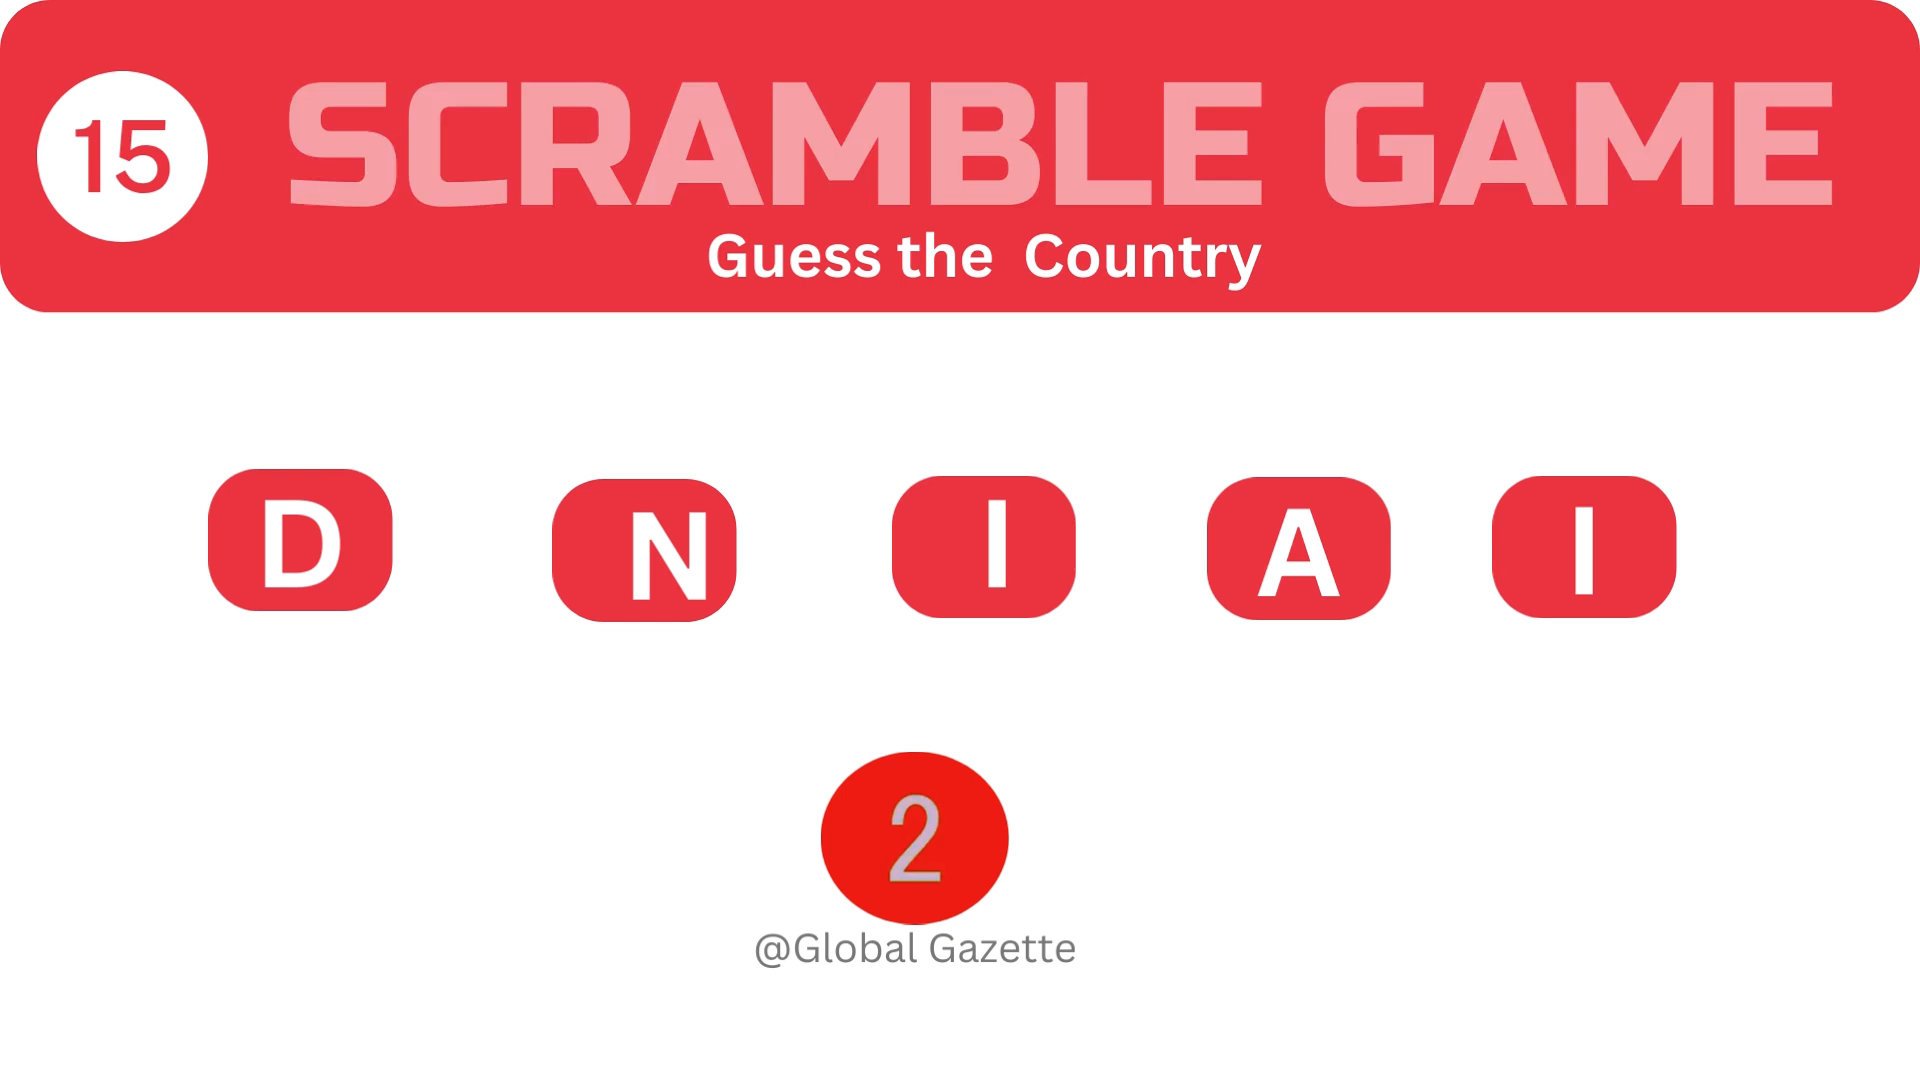 15
SCRAMBLE GAME
Guess the Country
D N I A I
2
@Global Gazette